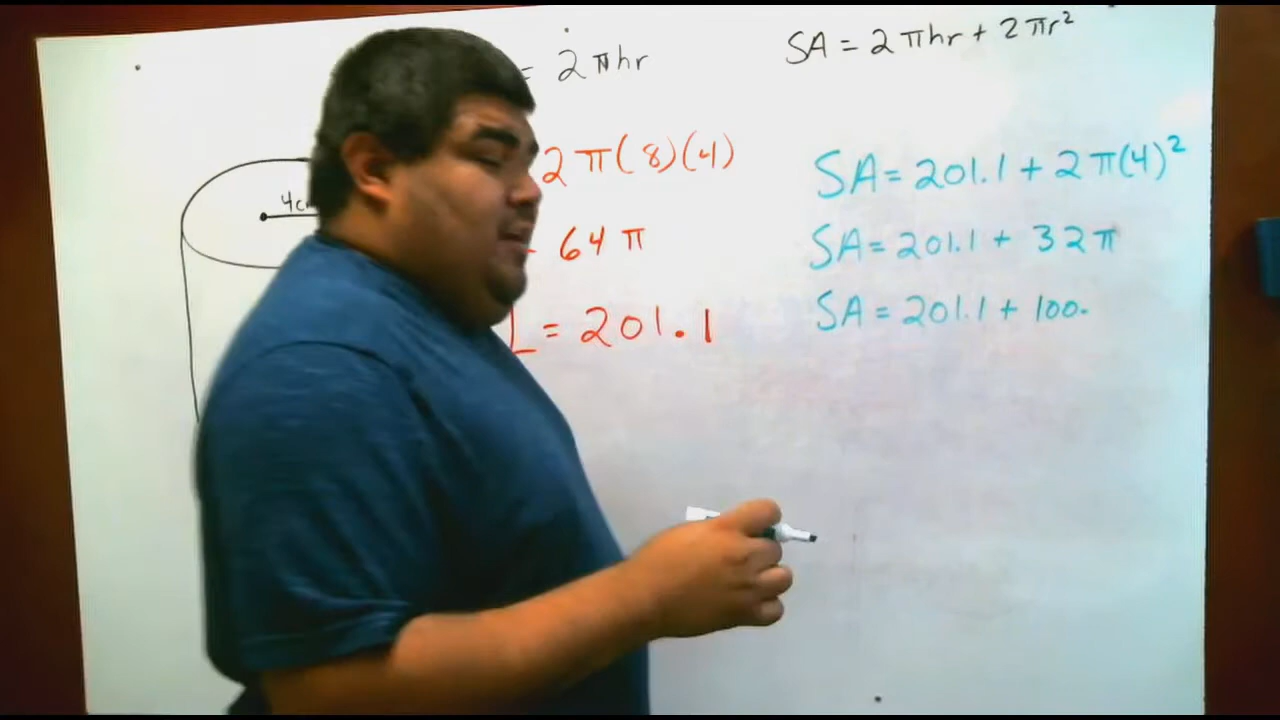 = 2πhr
SA = 2πhr + 2πr²
4c
2π(8)(4)
64π
L = 201.1
SA = 201.1 + 2π(4)²
SA = 201.1 + 32π
SA = 201.1 + 100.